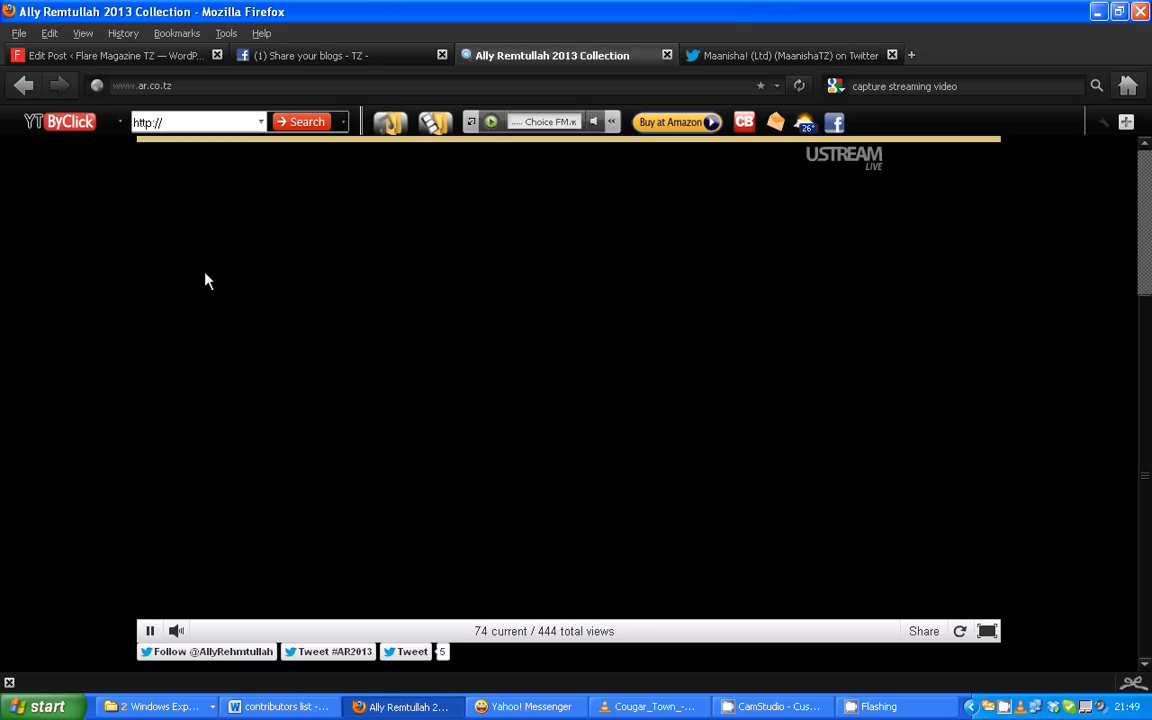 Ally Remtullah 2013 Collection - Mozilla Firefox
File Edit View History Bookmarks Tools Help
Edit Post ‹ Flare Magazine TZ — WordP... (1) Share your blogs - TZ - Ally Remtullah 2013 Collection Maanisha! (Ltd) (MaanishaTZ) on Twitter
www.ar.co.tz capture streaming video
YT ByClick http:// Search .... Choice FM. Buy at Amazon CB 26°
USTREAM
LIVE
74 current / 444 total views Share
Follow @AllyRehmtullah Tweet #AR2013 Tweet 5
start 2 Windows Exp... contributors list -... Ally Remtullah 2... Yahoo! Messenger Cougar_Town_-... CamStudio - Cus... Flashing 21:49